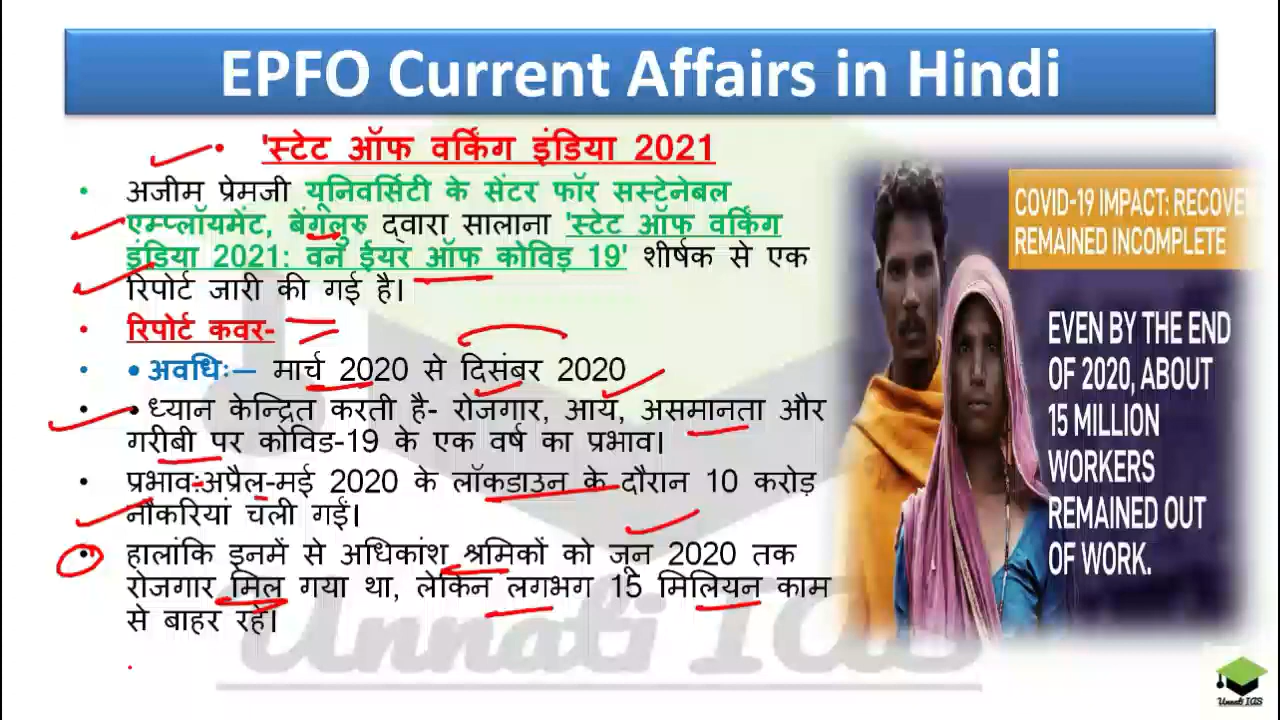 EPFO Current Affairs in Hindi
• 'स्टेट ऑफ वर्किंग इंडिया 2021
• अजीम प्रेमजी यूनिवर्सिटी के सेंटर फॉर सस्टेनेबल
एम्प्लॉयमेंट, बेंगलुरु द्वारा सालाना 'स्टेट ऑफ वर्किंग
इंडिया 2021: वन ईयर ऑफ कोविड 19' शीर्षक से एक
रिपोर्ट जारी की गई है।
• रिपोर्ट कवर-
• • अवधिः— मार्च 2020 से दिसंबर 2020
• • ध्यान केन्द्रित करती है- रोजगार, आय, असमानता और
गरीबी पर कोविड-19 के एक वर्ष का प्रभाव।
• प्रभाव:अप्रैल-मई 2020 के लॉकडाउन के दौरान 10 करोड़
नौकरियां चली गईं।
• हालांकि इनमें से अधिकांश श्रमिकों को जून 2020 तक
रोजगार मिल गया था, लेकिन लगभग 15 मिलियन काम
से बाहर रहे।
COVID-19 IMPACT: RECOVE
REMAINED INCOMPLETE
EVEN BY THE END
OF 2020, ABOUT
15 MILLION
WORKERS
REMAINED OUT
OF WORK.
Unnati IAS
Unnati IAS